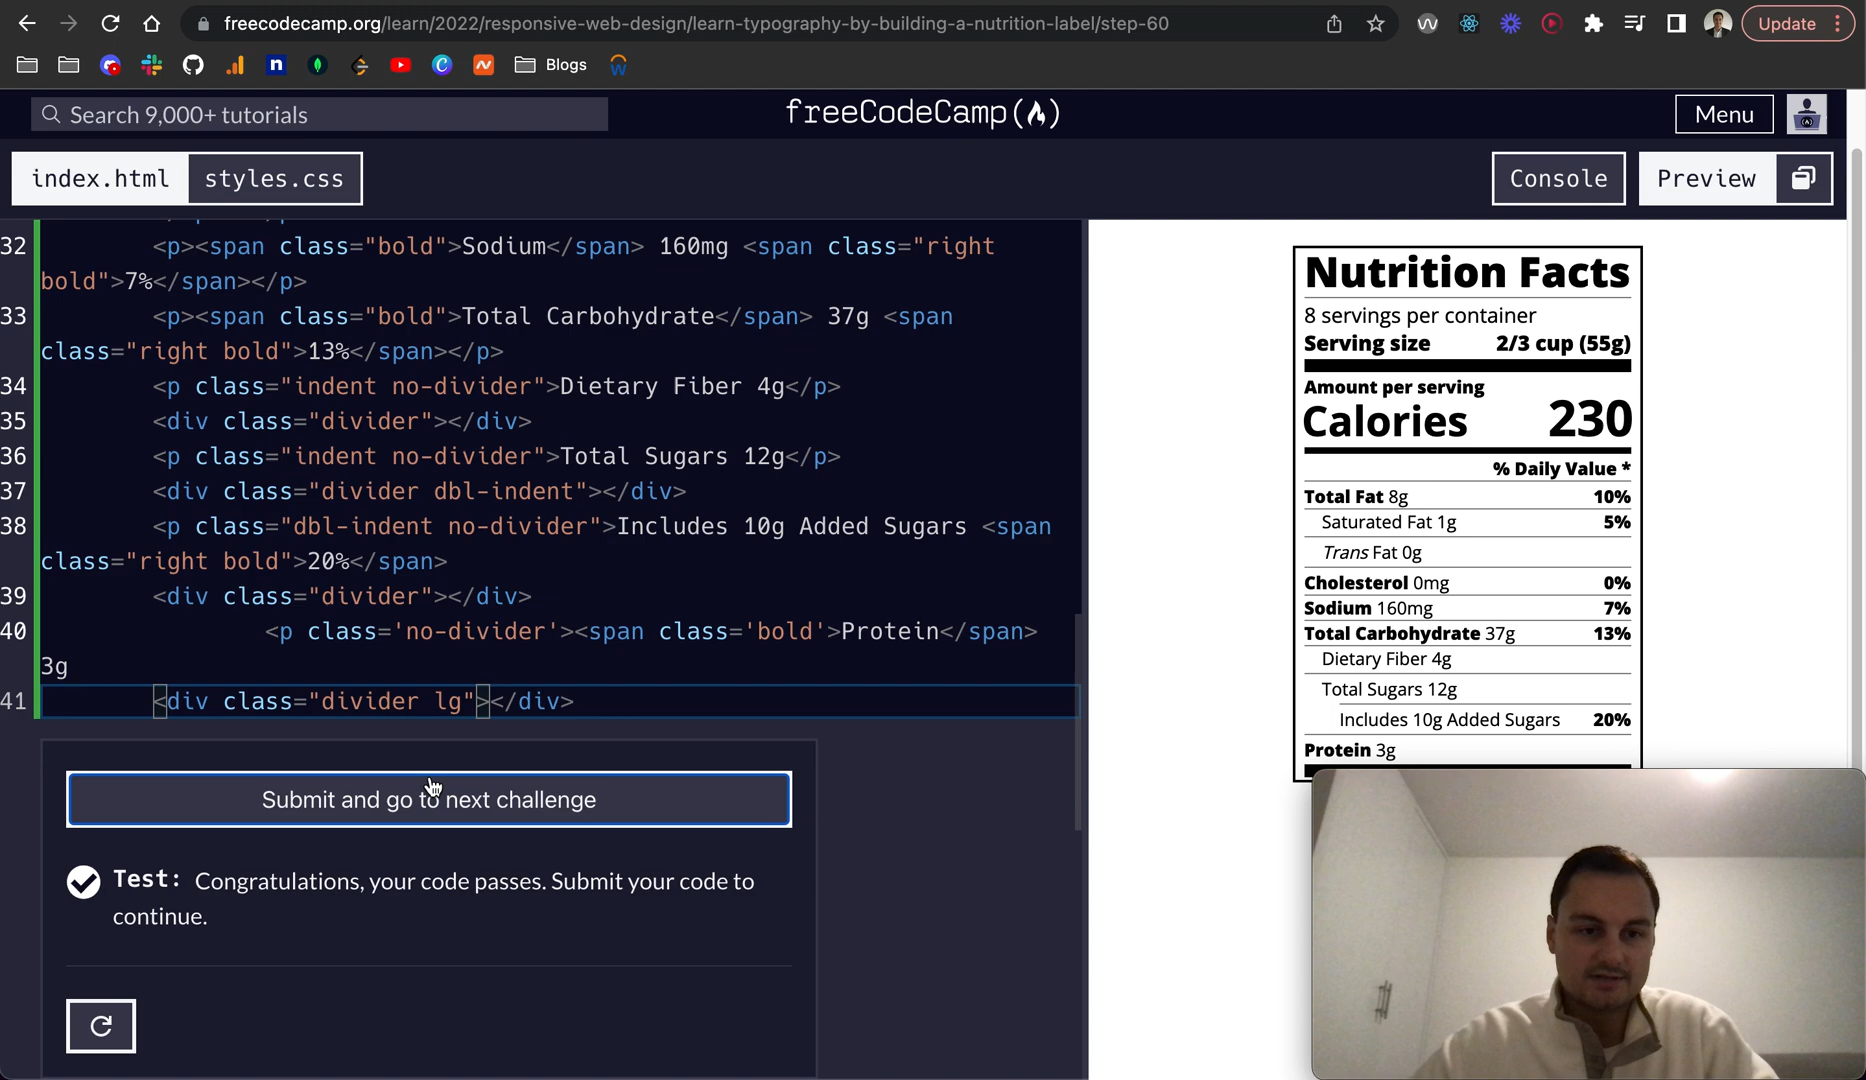 freecodecamp.org/learn/2022/responsive-web-design/learn-typography-by-building-a-nutrition-label/step-60
Update
Blogs
Search 9,000+ tutorials
freeCodeCamp
Menu
index.html
styles.css
Console
Preview
32 <p><span class="bold">Sodium</span> 160mg <span class="right
bold">7%</span></p>
33 <p><span class="bold">Total Carbohydrate</span> 37g <span
class="right bold">13%</span></p>
34 <p class="indent no-divider">Dietary Fiber 4g</p>
35 <div class="divider"></div>
36 <p class="indent no-divider">Total Sugars 12g</p>
37 <div class="divider dbl-indent"></div>
38 <p class="dbl-indent no-divider">Includes 10g Added Sugars <span
class="right bold">20%</span>
39 <div class="divider"></div>
40 <p class='no-divider'><span class='bold'>Protein</span>
3g
41 <div class="divider lg"></div>
Submit and go to next challenge
Test: Congratulations, your code passes. Submit your code to
continue.
Nutrition Facts
8 servings per container
Serving size 2/3 cup (55g)
Amount per serving
Calories 230
% Daily Value *
Total Fat 8g 10%
Saturated Fat 1g 5%
Trans Fat 0g
Cholesterol 0mg 0%
Sodium 160mg 7%
Total Carbohydrate 37g 13%
Dietary Fiber 4g
Total Sugars 12g
Includes 10g Added Sugars 20%
Protein 3g